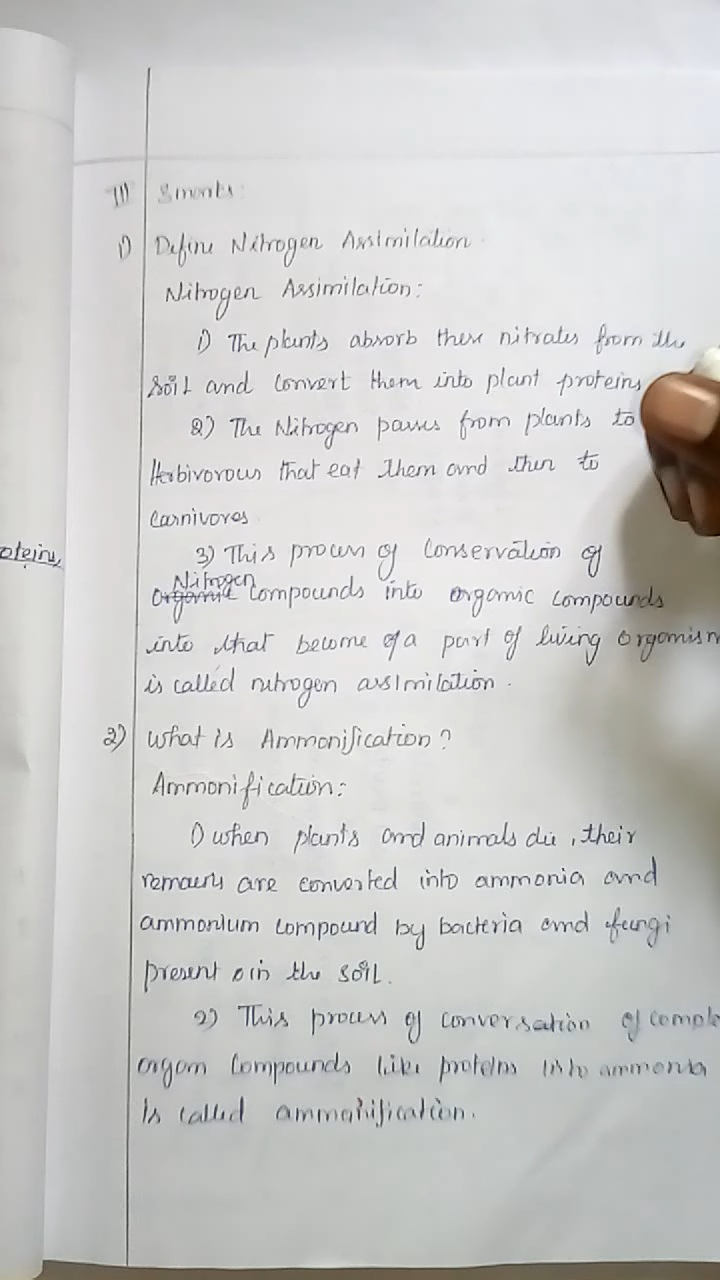 III 3marks:
1) Define Nitrogen Assimilation.
Nitrogen Assimilation:
1) The plants absorb these nitrates from the
soil and convert them into plant proteins
2) The Nitrogen passes from plants to
Herbivorous that eat them and then to
Carnivores
oteins,
3) This process of Conservation of
Nitrogen
organic compounds into organic compounds
into that become of a part of living organism
is called nitrogen assimilation.
2) What is Ammonification?
Ammonification:
1) when plants and animals die, their
remains are converted into ammonia and
ammonium compound by bacteria and fungi
present in the soil.
2) This process of conversation of comple
organ compounds like proteins into ammonia
is called ammonification.